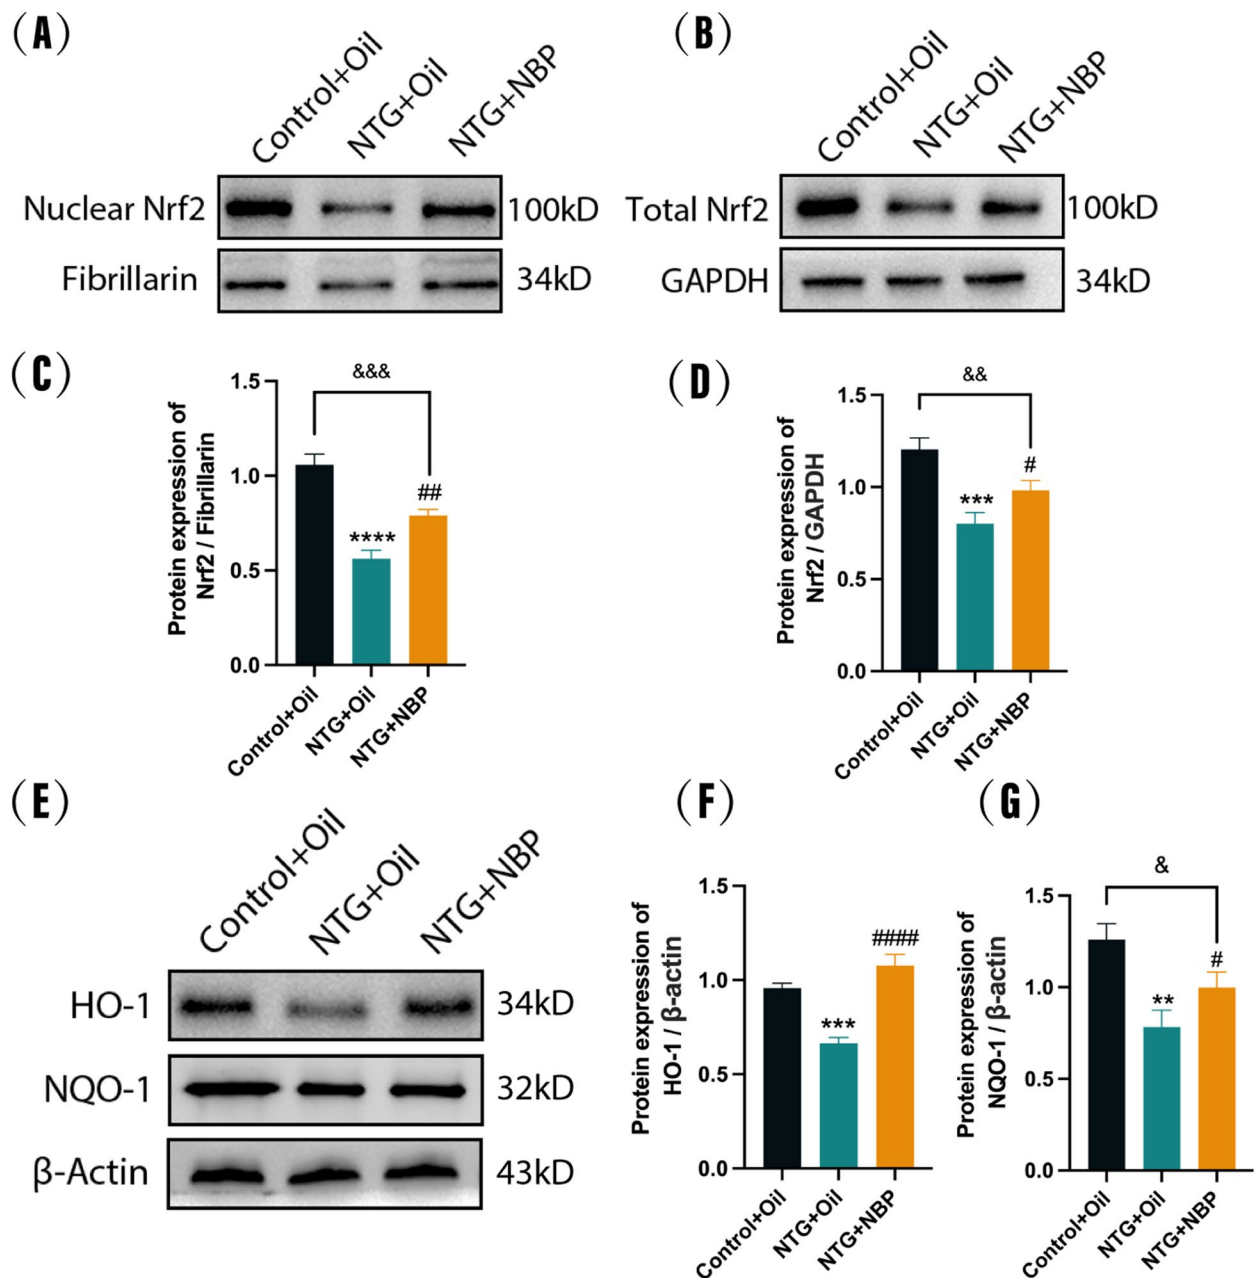 (A)
Control+Oil
NTG+Oil
NTG+NBP
Nuclear Nrf2
100kD
Fibrillarin
34kD
(B)
Control+Oil
NTG+Oil
NTG+NBP
Total Nrf2
100kD
GAPDH
34kD
(C)
Protein expression of
Nrf2 / Fibrillarin
1.5
1.0
0.5
0.0
&&&
****
##
Control+Oil
NTG+Oil
NTG+NBP
(D)
Protein expression of
Nrf2 / GAPDH
1.5
1.0
0.5
0.0
&&
***
#
Control+Oil
NTG+Oil
NTG+NBP
(E)
Control+Oil
NTG+Oil
NTG+NBP
HO-1
34kD
NQO-1
32kD
β-Actin
43kD
(F)
Protein expression of
HO-1 / β-actin
1.5
1.0
0.5
0.0
***
####
Control+Oil
NTG+Oil
NTG+NBP
(G)
Protein expression of
NQO-1 / β-actin
1.5
1.0
0.5
0.0
&
**
#
Control+Oil
NTG+Oil
NTG+NBP